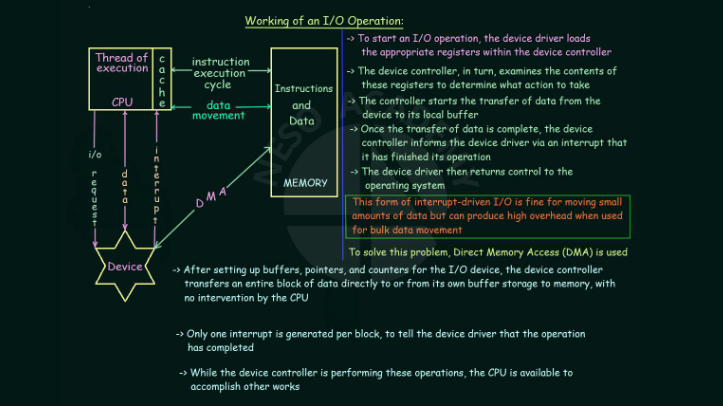 Working of an I/O Operation:
Thread of
execution
CPU
cache
instruction
execution
cycle
data
movement
Instructions
and
Data
MEMORY
i/o request
data
interrupt
DMA
Device
-> To start an I/O operation, the device driver loads
the appropriate registers within the device controller
-> The device controller, in turn, examines the contents of
these registers to determine what action to take
-> The controller starts the transfer of data from the
device to its local buffer
-> Once the transfer of data is complete, the device
controller informs the device driver via an interrupt that
it has finished its operation
-> The device driver then returns control to the
operating system
This form of interrupt-driven I/O is fine for moving small
amounts of data but can produce high overhead when used
for bulk data movement
To solve this problem, Direct Memory Access (DMA) is used
-> After setting up buffers, pointers, and counters for the I/O device, the device controller
transfers an entire block of data directly to or from its own buffer storage to memory, with
no intervention by the CPU
-> Only one interrupt is generated per block, to tell the device driver that the operation
has completed
-> While the device controller is performing these operations, the CPU is available to
accomplish other works